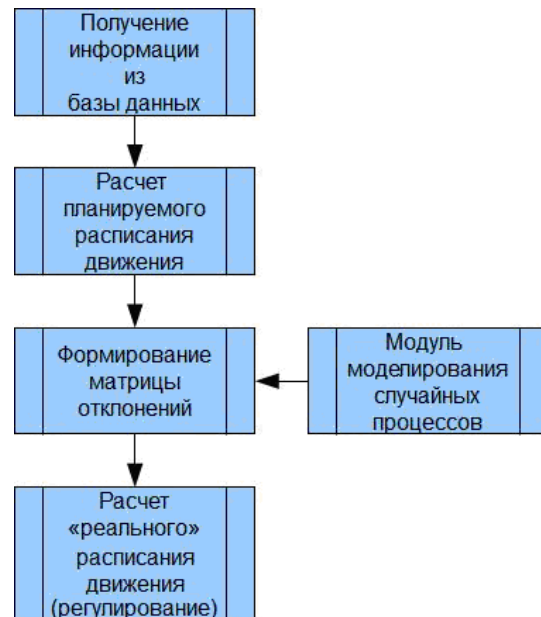 Получение
информации
из
базы данных
Расчет
планируемого
расписания
движения
Формирование
матрицы
отклонений
Модуль
моделирования
случайных
процессов
Расчет
«реального»
расписания
движения
(регулирование)